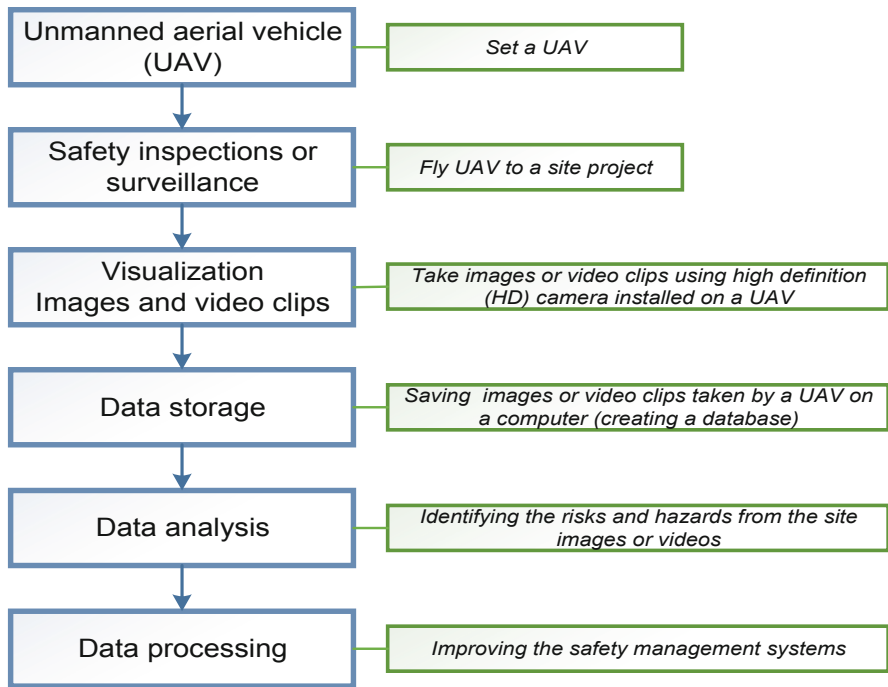 Unmanned aerial vehicle
(UAV)
Set a UAV
Safety inspections or
surveillance
Fly UAV to a site project
Visualization
Images and video clips
Take images or video clips using high definition
(HD) camera installed on a UAV
Data storage
Saving images or video clips taken by a UAV on
a computer (creating a database)
Data analysis
Identifying the risks and hazards from the site
images or videos
Data processing
Improving the safety management systems